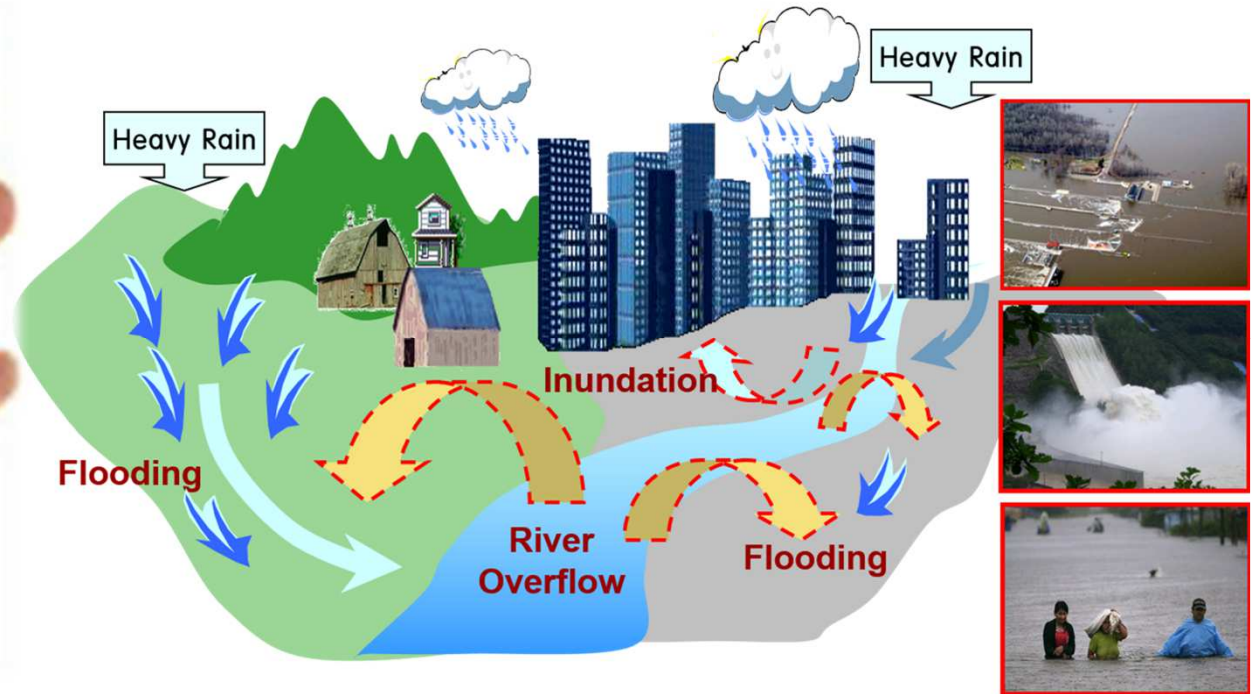 Heavy Rain
Heavy Rain
Inundation
Flooding
River
Overflow
Flooding